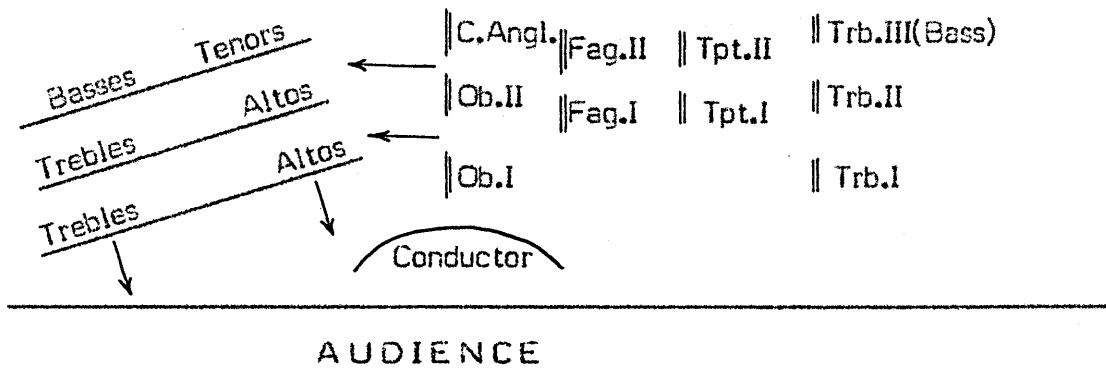 Basses Tenors
Trebles Altos
Trebles Altos
C.Angl. Fag.II Tpt.II Trb.III(Bass)
Ob.II Fag.I Tpt.I Trb.II
Ob.I Trb.I
Conductor
AUDIENCE